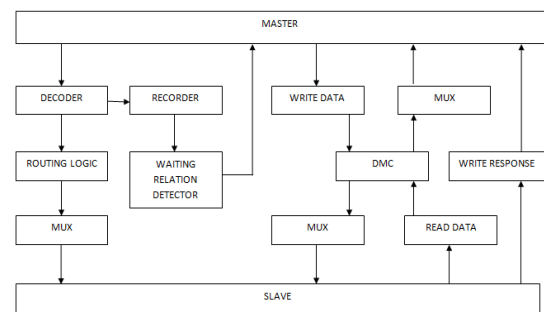 MASTER
DECODER
RECORDER
WRITE DATA
MUX
ROUTING LOGIC
WAITING
RELATION
DETECTOR
DMC
WRITE RESPONSE
MUX
MUX
READ DATA
SLAVE